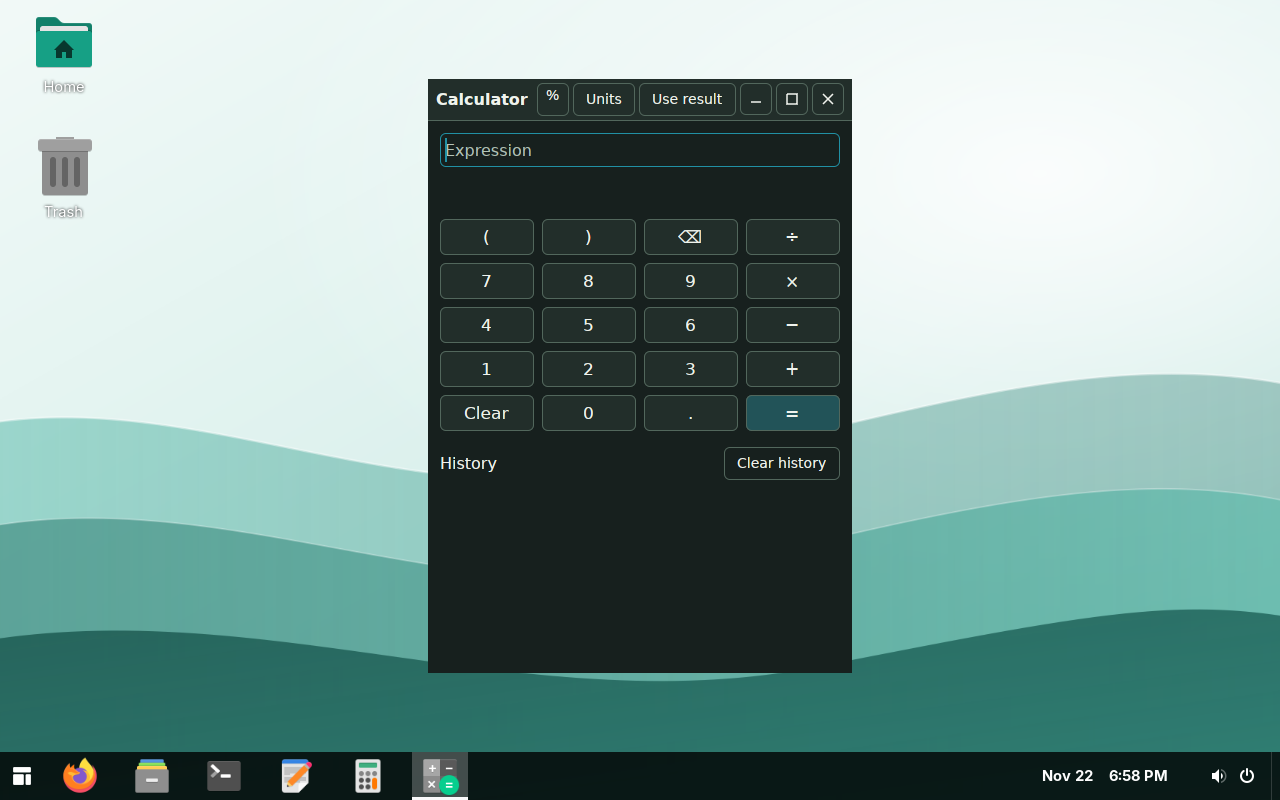 Home
Trash
Calculator % Units Use result
Expression
( ) ⌫ ÷
7 8 9 ×
4 5 6 −
1 2 3 +
Clear 0 . =
History Clear history
Nov 22 6:58 PM